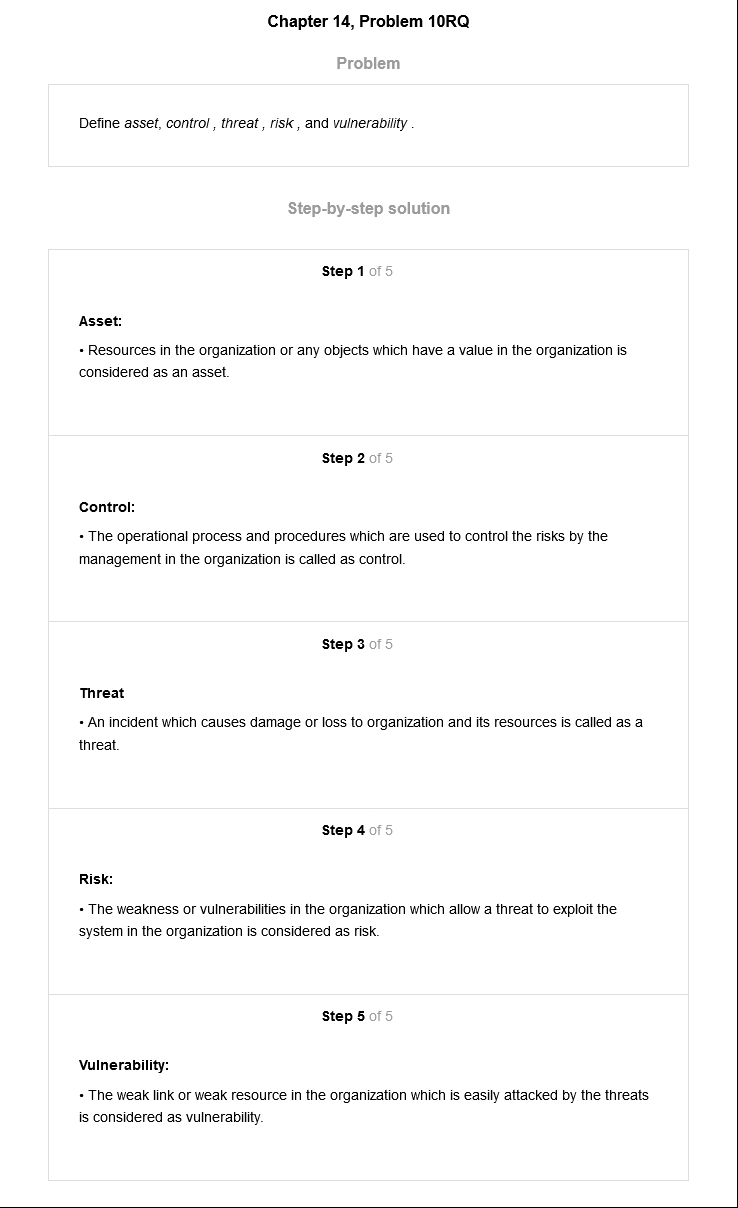 Chapter 14, Problem 10RQ
Problem
Define asset, control , threat , risk , and vulnerability .
Step-by-step solution
Step 1 of 5
Asset:
• Resources in the organization or any objects which have a value in the organization is
considered as an asset.
Step 2 of 5
Control:
• The operational process and procedures which are used to control the risks by the
management in the organization is called as control.
Step 3 of 5
Threat
• An incident which causes damage or loss to organization and its resources is called as a
threat.
Step 4 of 5
Risk:
• The weakness or vulnerabilities in the organization which allow a threat to exploit the
system in the organization is considered as risk.
Step 5 of 5
Vulnerability:
• The weak link or weak resource in the organization which is easily attacked by the threats
is considered as vulnerability.